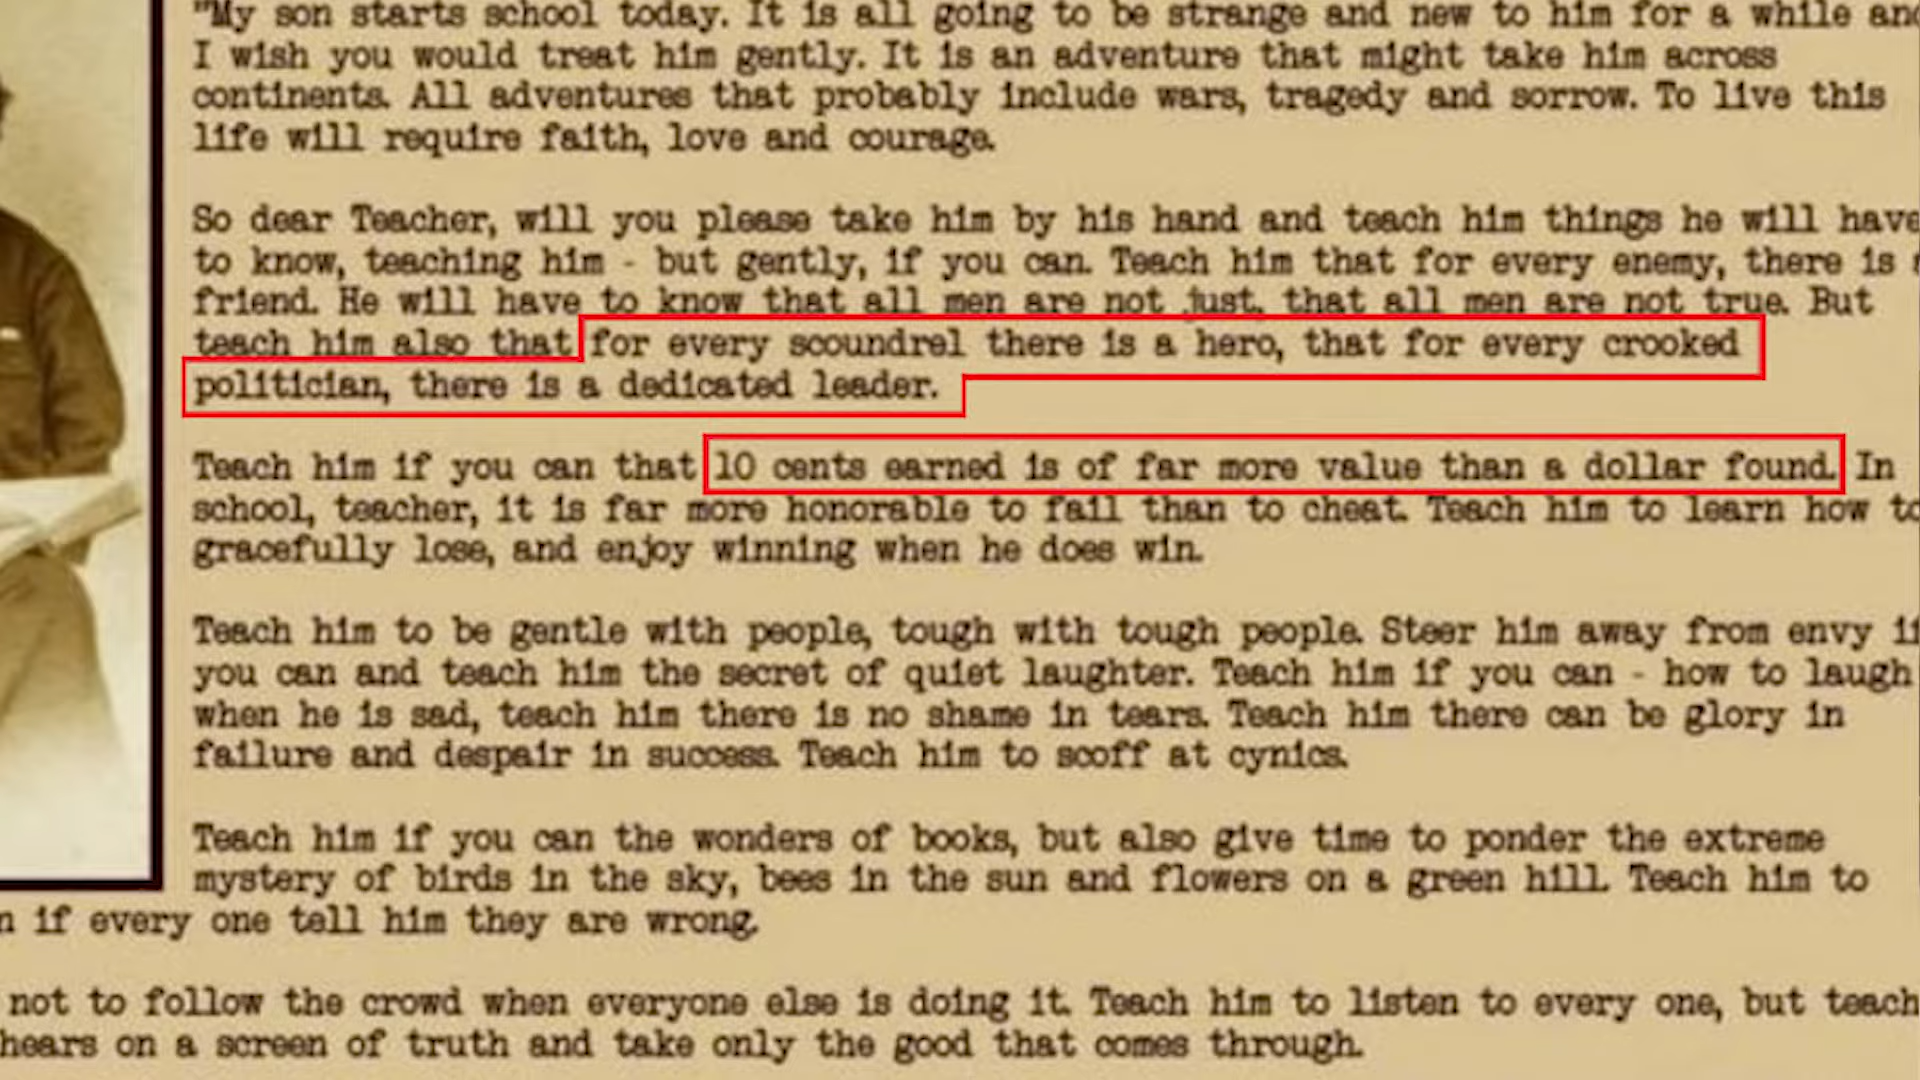 "My son starts school today. It is all going to be strange and new to him for a while and
I wish you would treat him gently. It is an adventure that might take him across
continents. All adventures that probably include wars, tragedy and sorrow. To live this
life will require faith, love and courage.
So dear Teacher, will you please take him by his hand and teach him things he will have
to know, teaching him - but gently, if you can. Teach him that for every enemy, there is
friend. He will have to know that all men are not just, that all men are not true. But
teach him also that for every scoundrel there is a hero, that for every crooked
politician, there is a dedicated leader.
Teach him if you can that 10 cents earned is of far more value than a dollar found. In
school, teacher, it is far more honorable to fail than to cheat. Teach him to learn how to
gracefully lose, and enjoy winning when he does win.
Teach him to be gentle with people, tough with tough people. Steer him away from envy if
you can and teach him the secret of quiet laughter. Teach him if you can - how to laugh
when he is sad, teach him there is no shame in tears. Teach him there can be glory in
failure and despair in success. Teach him to scoff at cynics.
Teach him if you can the wonders of books, but also give time to ponder the extreme
mystery of birds in the sky, bees in the sun and flowers on a green hill. Teach him to
if every one tell him they are wrong.
not to follow the crowd when everyone else is doing it. Teach him to listen to every one, but teach
hears on a screen of truth and take only the good that comes through.